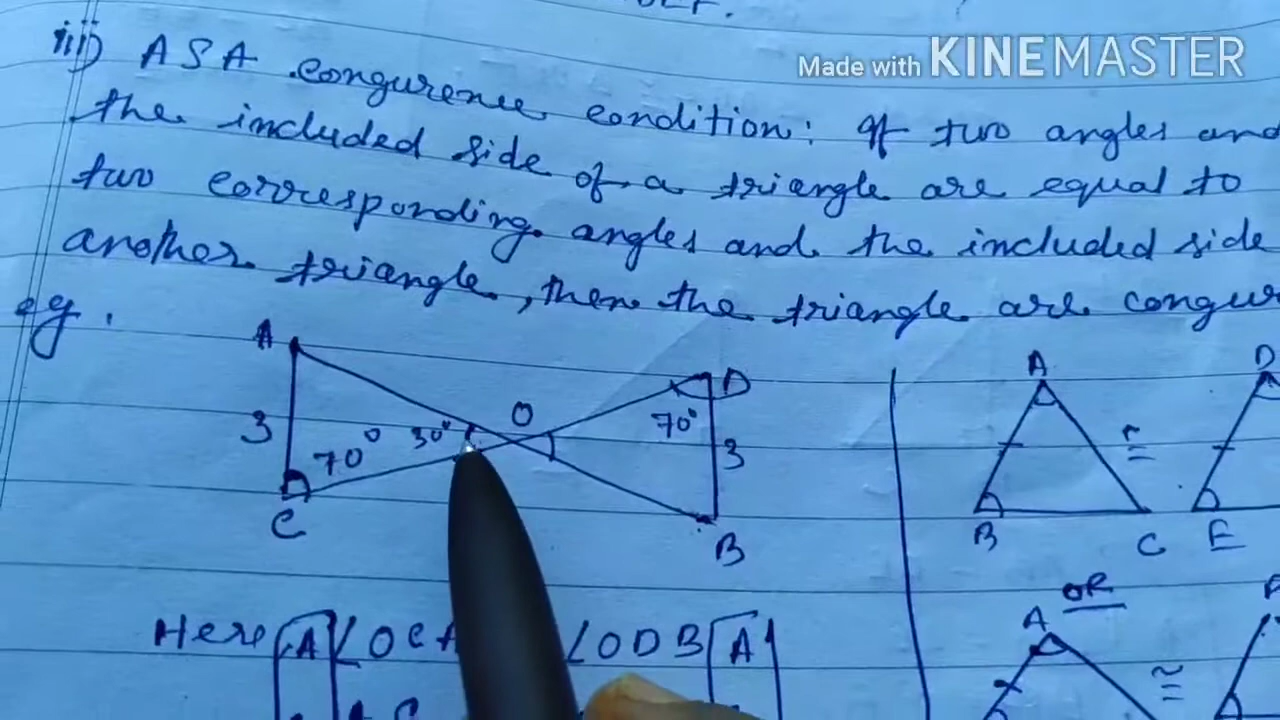 Made with KINEMASTER
iii) ASA congurence condition: If two angles and
the included side of a triangle are equal to
two corresponding angles and the included side
another triangle, then the triangle are congur
eg.
A O D A D
3 70° 30° 70° 3 ≅
C B B C E
OR
Here A ∠OCA ∠ODB A A ≅